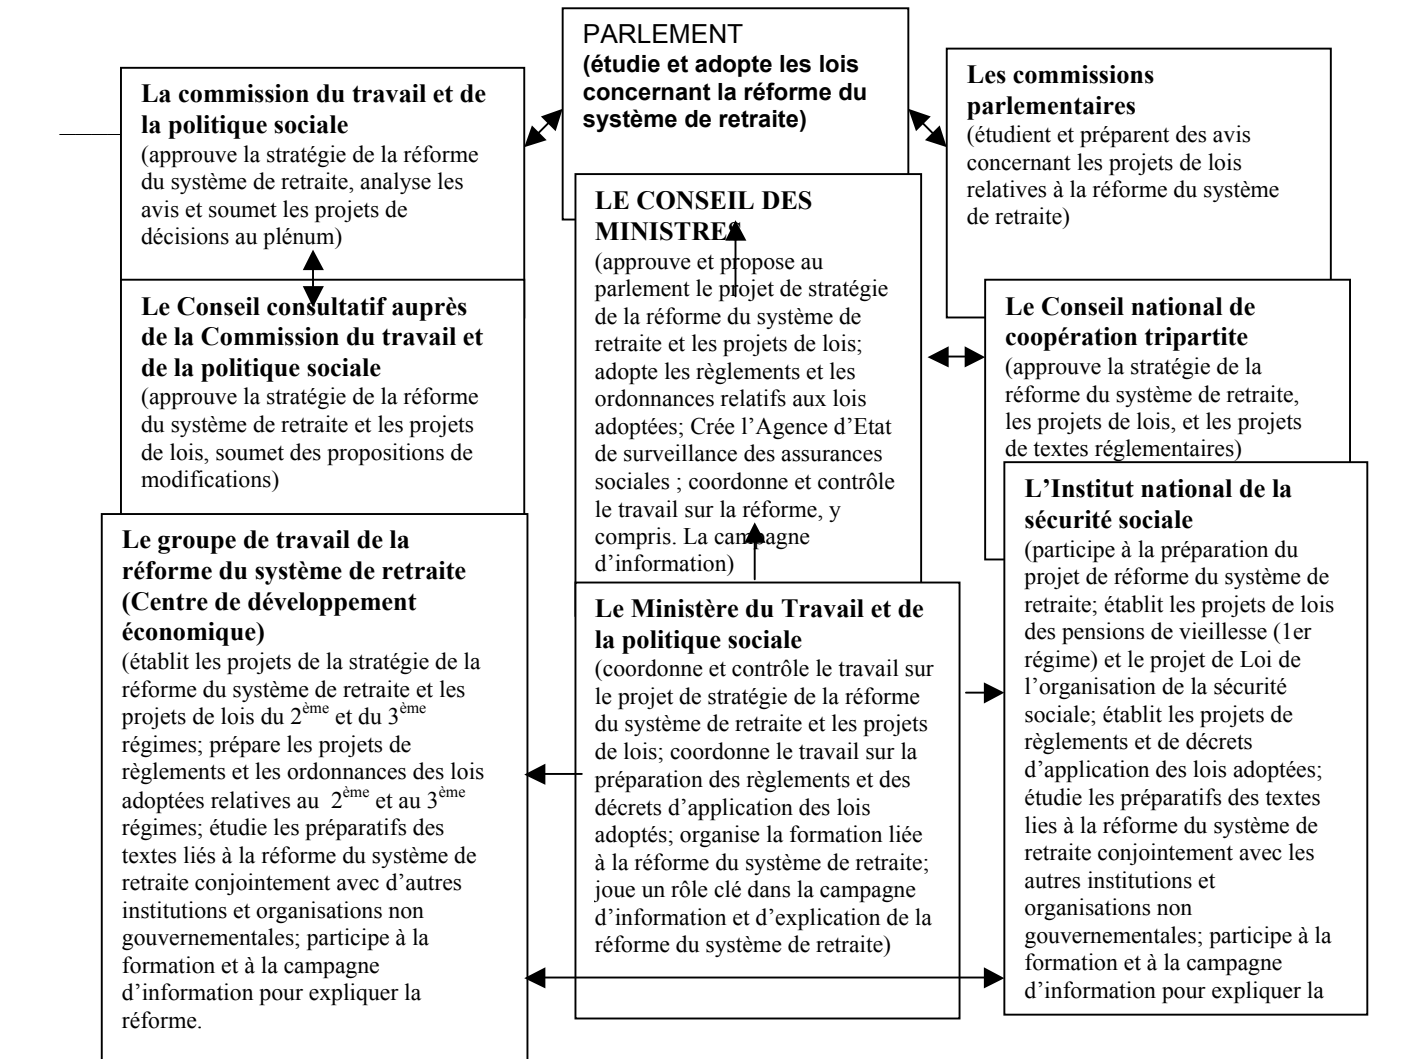 PARLEMENT
(étudie et adopte les lois
concernant la réforme du
système de retraite)
La commission du travail et de
la politique sociale
(approuve la stratégie de la réforme
du système de retraite, analyse les
avis et soumet les projets de
décisions au plénum)
Les commissions
parlementaires
(étudient et préparent des avis
concernant les projets de lois
relatives à la réforme du système
de retraite)
LE CONSEIL DES
MINISTRES
(approuve et propose au
parlement le projet de stratégie
de la réforme du système de
retraite et les projets de lois;
adopte les règlements et les
ordonnances relatifs aux lois
adoptées; Crée l’Agence d’Etat
de surveillance des assurances
sociales ; coordonne et contrôle
le travail sur la réforme, y
compris. La campagne
d’information)
Le Conseil consultatif auprès
de la Commission du travail et
de la politique sociale
(approuve la stratégie de la réforme
du système de retraite et les projets
de lois, soumet des propositions de
modifications)
Le Conseil national de
coopération tripartite
(approuve la stratégie de la
réforme du système de retraite,
les projets de lois, et les projets
de textes réglementaires)
Le groupe de travail de la
réforme du système de retraite
(Centre de développement
économique)
(établit les projets de la stratégie de la
réforme du système de retraite et les
projets de lois du 2ème et du 3ème
régimes; prépare les projets de
règlements et les ordonnances des lois
adoptées relatives au 2ème et au 3ème
régimes; étudie les préparatifs des
textes liés à la réforme du système de
retraite conjointement avec d’autres
institutions et organisations non
gouvernementales; participe à la
formation et à la campagne
d’information pour expliquer la
réforme.
Le Ministère du Travail et de
la politique sociale
(coordonne et contrôle le travail sur
le projet de stratégie de la réforme
du système de retraite et les projets
de lois; coordonne le travail sur la
préparation des règlements et des
décrets d’application des lois
adoptés; organise la formation liée
à la réforme du système de retraite;
joue un rôle clé dans la campagne
d’information et d’explication de la
réforme du système de retraite)
L’Institut national de la
sécurité sociale
(participe à la préparation du
projet de réforme du système de
retraite; établit les projets de lois
des pensions de vieillesse (1er
régime) et le projet de Loi de
l’organisation de la sécurité
sociale; établit les projets de
règlements et de décrets
d’application des lois adoptées;
étudie les préparatifs des textes
lies à la réforme du système de
retraite conjointement avec les
autres institutions et
organisations non
gouvernementales; participe à la
formation et à la campagne
d’information pour expliquer la